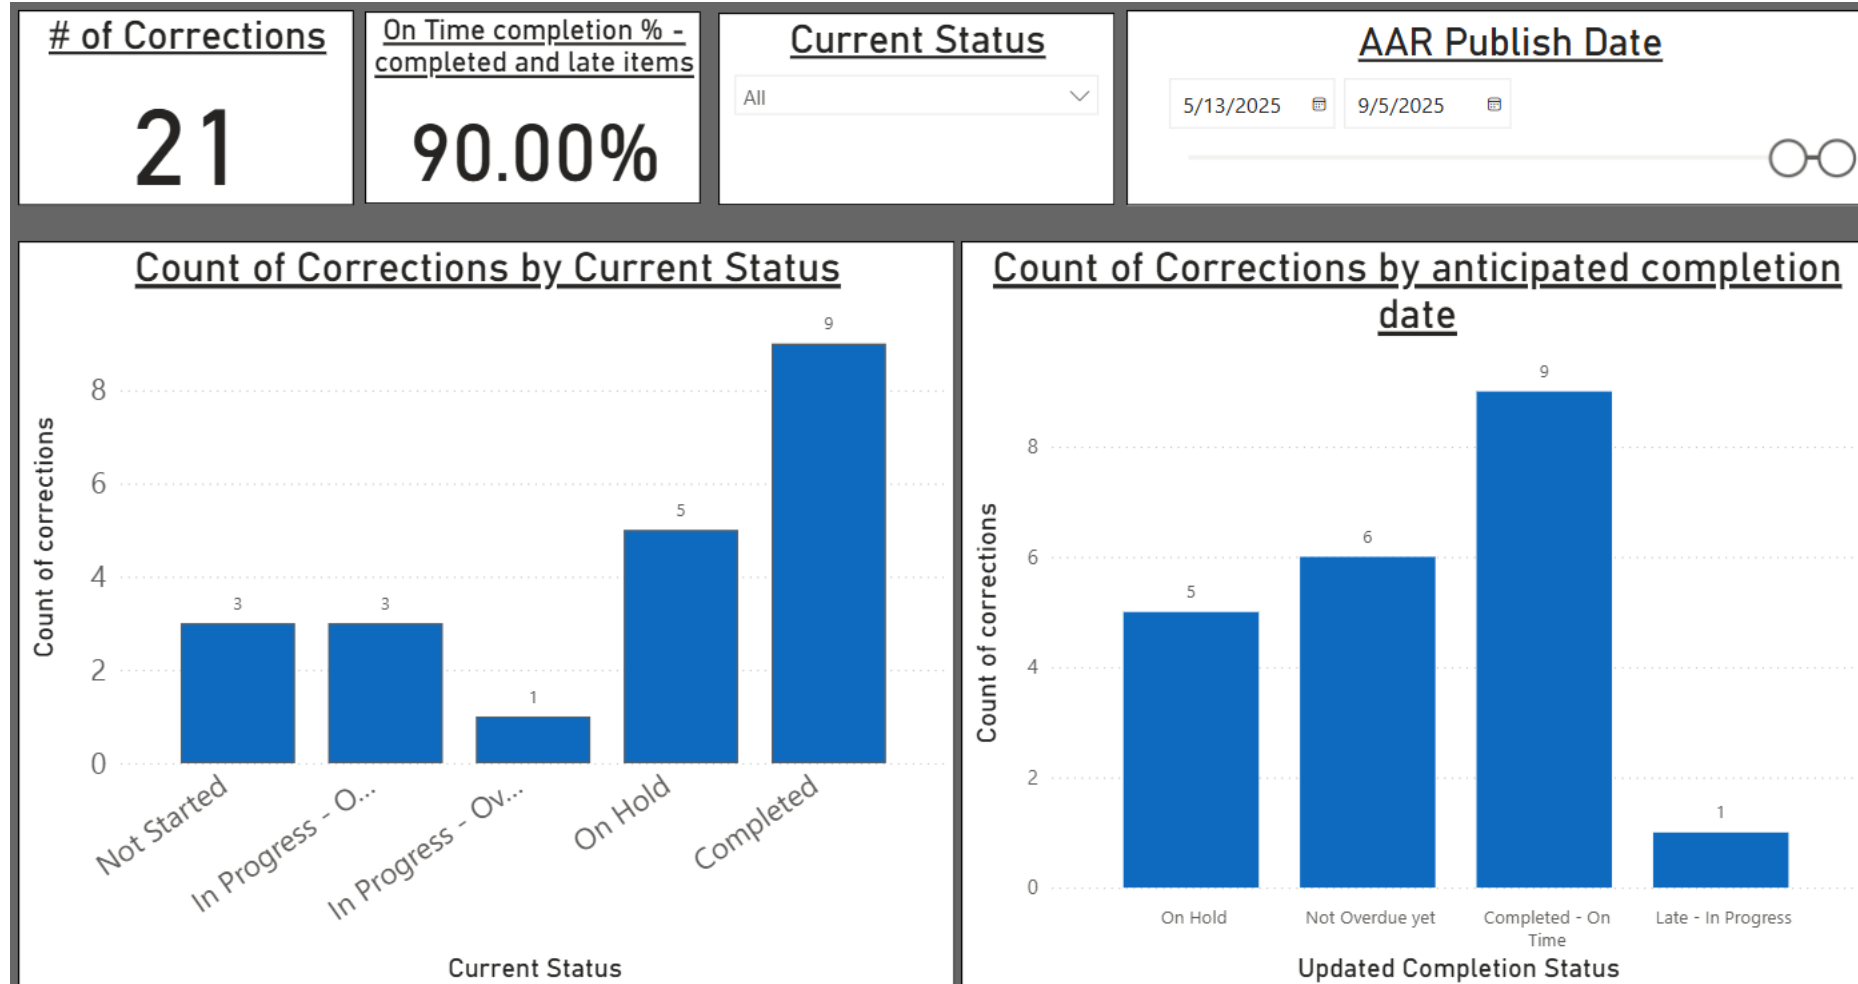 # of Corrections
21
On Time completion % -
completed and late items
90.00%
Current Status
All
AAR Publish Date
5/13/2025
9/5/2025
Count of Corrections by Current Status
Count of corrections
8
6
4
2
0
3
3
1
5
9
Not Started
In Progress - O...
In Progress - Ov...
On Hold
Completed
Current Status
Count of Corrections by anticipated completion
date
Count of corrections
8
6
4
2
0
5
6
9
1
On Hold
Not Overdue yet
Completed - On
Time
Late - In Progress
Updated Completion Status